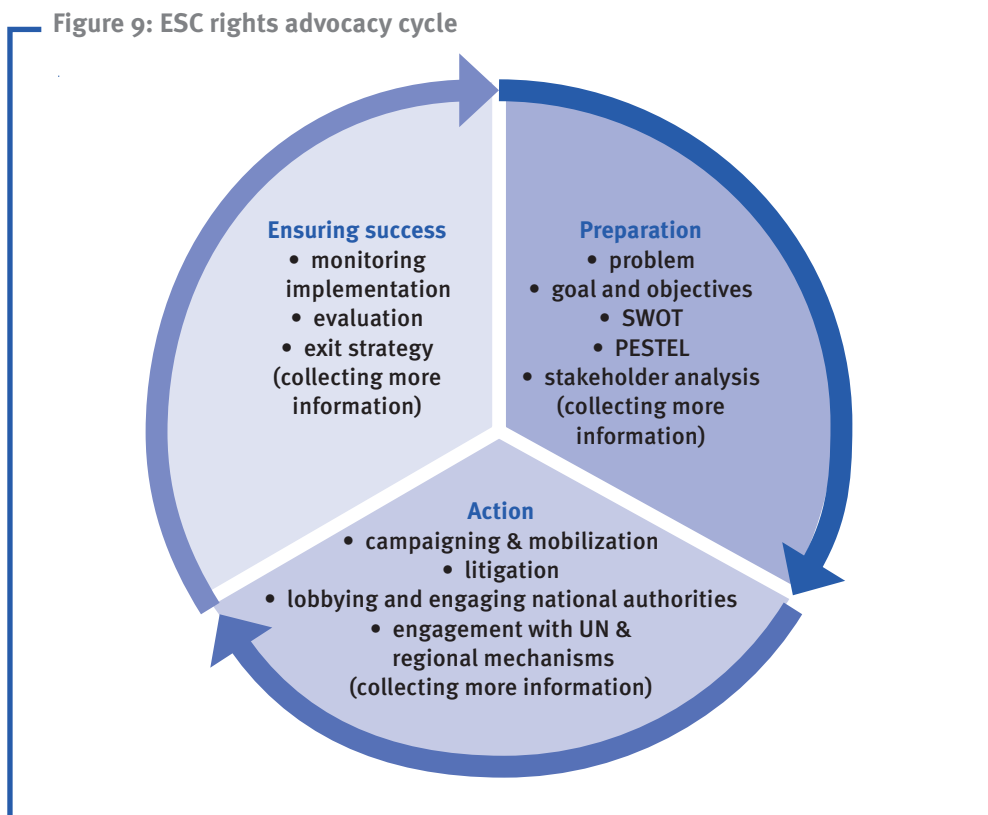 Figure 9: ESC rights advocacy cycle
Ensuring success
• monitoring
implementation
• evaluation
• exit strategy
(collecting more
information)
Preparation
• problem
• goal and objectives
• SWOT
• PESTEL
• stakeholder analysis
(collecting more
information)
Action
• campaigning & mobilization
• litigation
• lobbying and engaging national authorities
• engagement with UN &
regional mechanisms
(collecting more information)